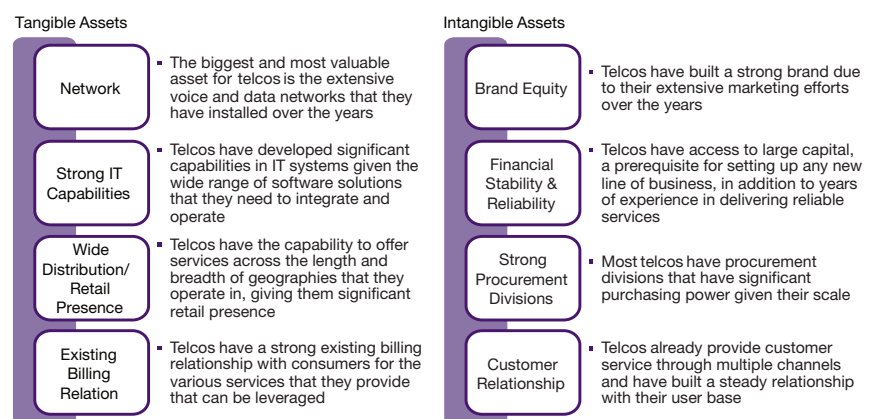 Tangible Assets
Network
▪ The biggest and most valuable
asset for telcos is the extensive
voice and data networks that they
have installed over the years
Strong IT
Capabilities
▪ Telcos have developed significant
capabilities in IT systems given the
wide range of software solutions
that they need to integrate and
operate
Wide
Distribution/
Retail
Presence
▪ Telcos have the capability to offer
services across the length and
breadth of geographies that they
operate in, giving them significant
retail presence
Existing
Billing
Relation
▪ Telcos have a strong existing billing
relationship with consumers for the
various services that they provide
that can be leveraged
Intangible Assets
Brand Equity
▪ Telcos have built a strong brand due
to their extensive marketing efforts
over the years
Financial
Stability &
Reliability
▪ Telcos have access to large capital,
a prerequisite for setting up any new
line of business, in addition to years
of experience in delivering reliable
services
Strong
Procurement
Divisions
▪ Most telcos have procurement
divisions that have significant
purchasing power given their scale
Customer
Relationship
▪ Telcos already provide customer
service through multiple channels
and have built a steady relationship
with their user base